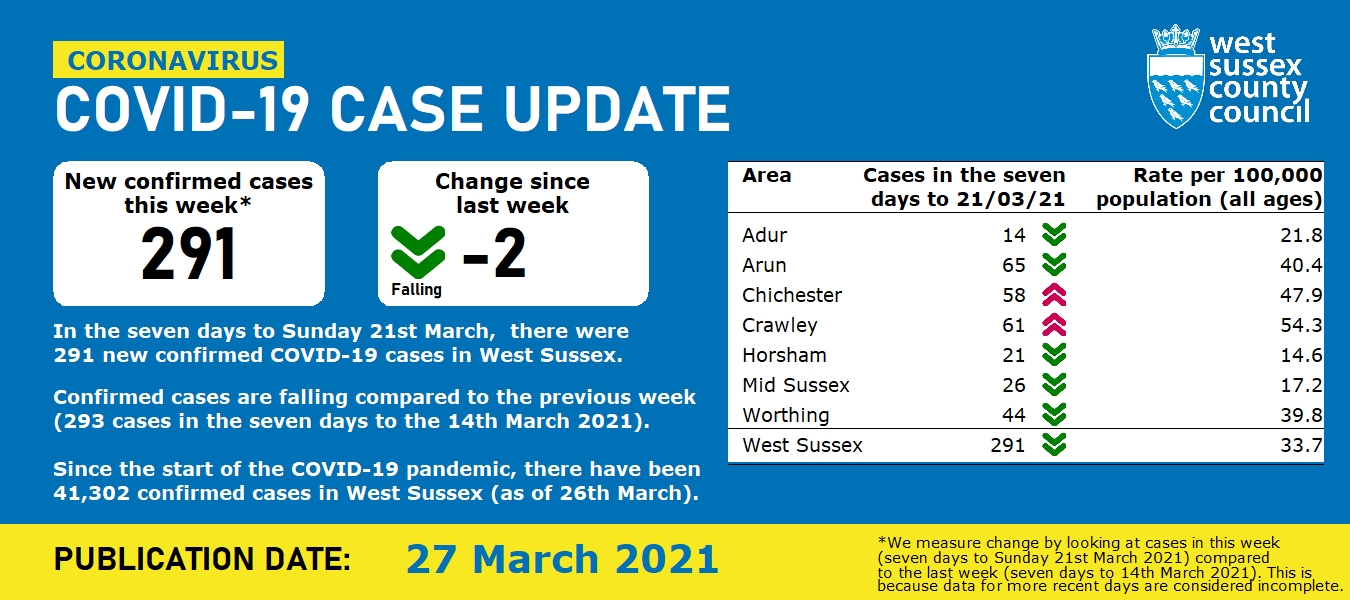 CORONAVIRUS
COVID-19 CASE UPDATE
west
sussex
county
council
New confirmed cases
this week*
291
Change since
last week
-2
Falling
In the seven days to Sunday 21st March, there were
291 new confirmed COVID-19 cases in West Sussex.
Confirmed cases are falling compared to the previous week
(293 cases in the seven days to the 14th March 2021).
Since the start of the COVID-19 pandemic, there have been
41,302 confirmed cases in West Sussex (as of 26th March).
Area Cases in the seven Rate per 100,000
days to 21/03/21 population (all ages)
Adur 14 21.8
Arun 65 40.4
Chichester 58 47.9
Crawley 61 54.3
Horsham 21 14.6
Mid Sussex 26 17.2
Worthing 44 39.8
West Sussex 291 33.7
PUBLICATION DATE: 27 March 2021
*We measure change by looking at cases in this week
(seven days to Sunday 21st March 2021) compared
to the last week (seven days to 14th March 2021). This is
because data for more recent days are considered incomplete.